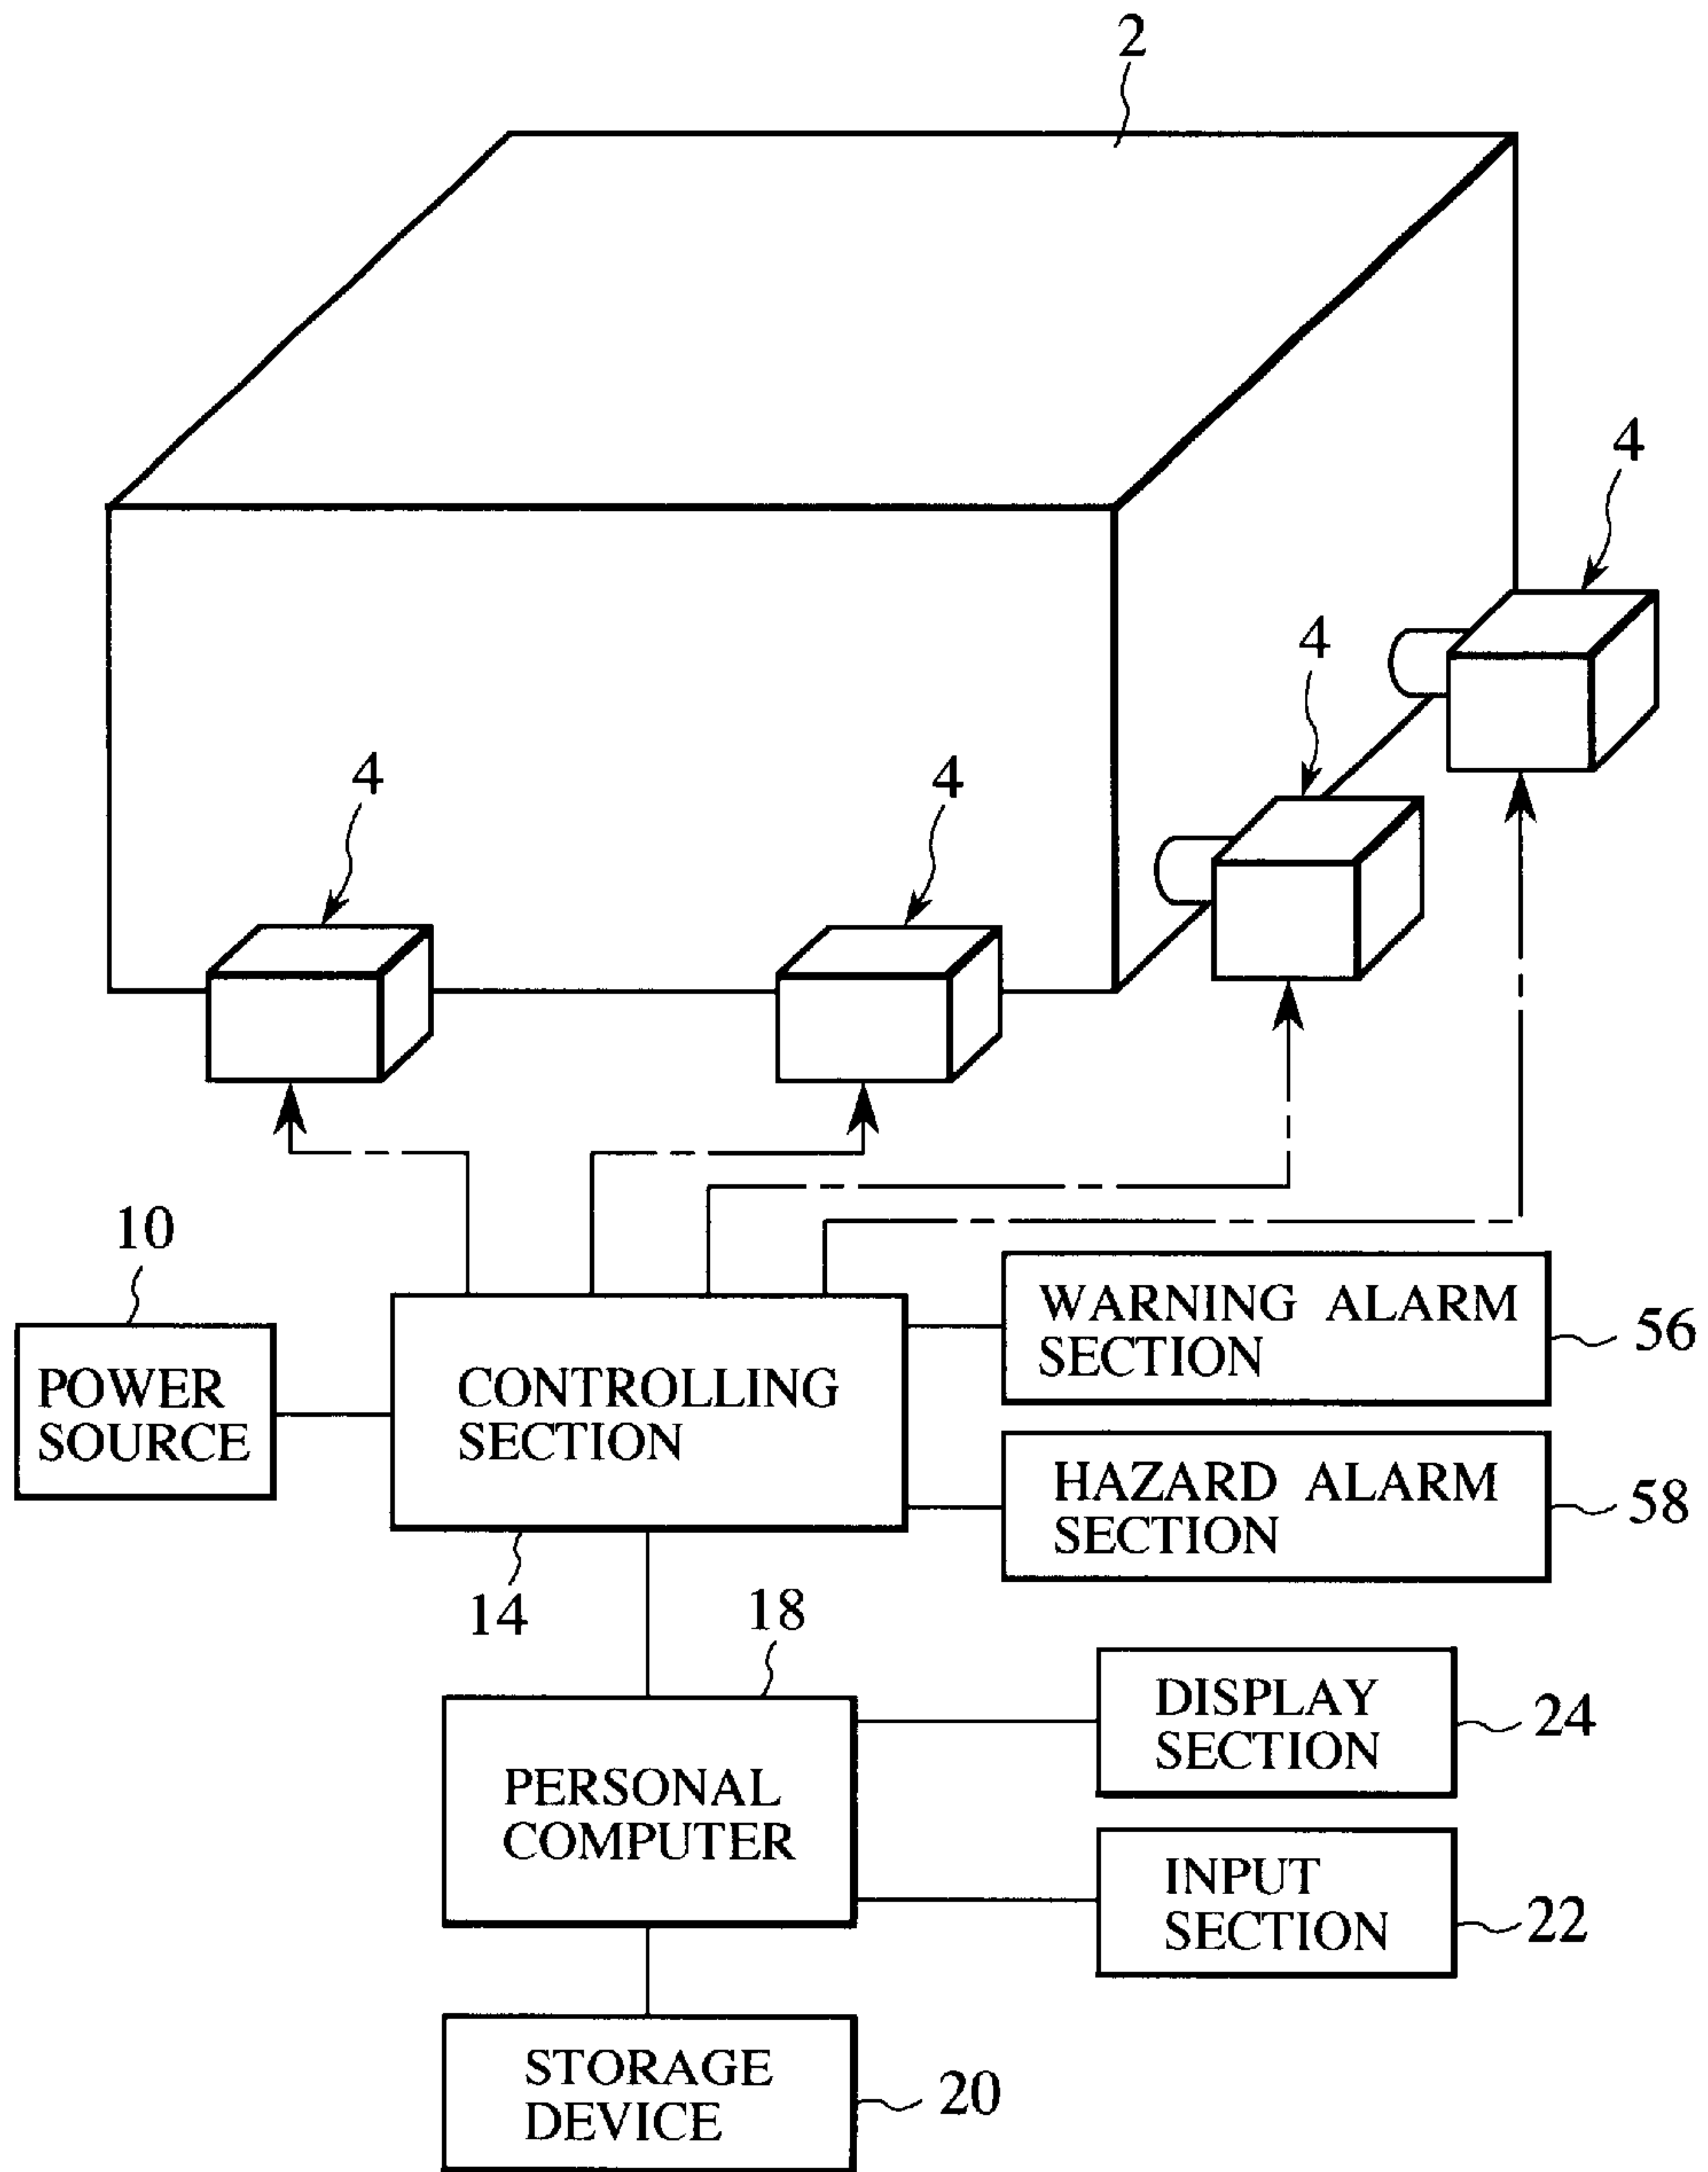 2
4
4
4
4
10
POWER
SOURCE
CONTROLLING
SECTION
14
WARNING ALARM
SECTION
56
HAZARD ALARM
SECTION
58
18
PERSONAL
COMPUTER
DISPLAY
SECTION
24
INPUT
SECTION
22
STORAGE
DEVICE
20